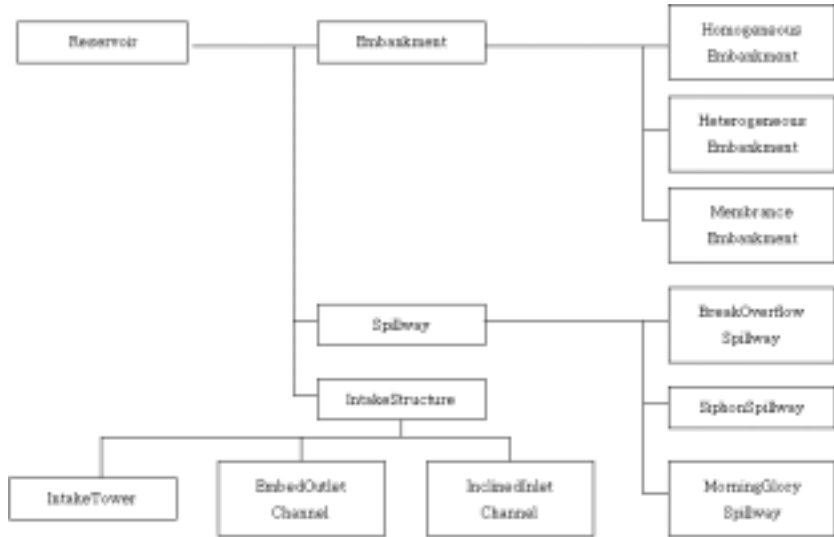 Reservoir
Embankment
Homogeneous
Embankment
Heterogeneous
Embankment
Membrance
Embankment
Spillway
BreakOverflow
Spillway
IntakeStructure
SiphonSpillway
IntakeTower
EmbedOutlet
Channel
InclinedInlet
Channel
MorningGlory
Spillway